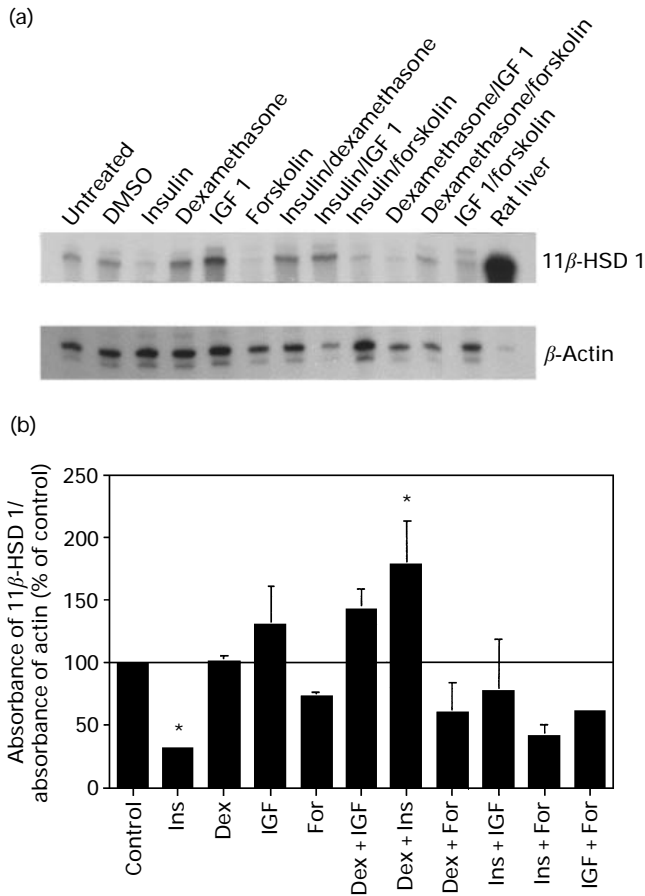 (a)
Untreated
DMSO
Insulin
Dexamethasone
IGF 1
Forskolin
Insulin/dexamethasone
Insulin/IGF 1
Insulin/forskolin
Dexamethasone/IGF 1
Dexamethasone/forskolin
IGF 1/forskolin
Rat liver
11β-HSD 1
β-Actin
(b)
Absorbance of 11β-HSD 1/
absorbance of actin (% of control)
250
200
150
100
50
0
*
*
Control
Ins
Dex
IGF
For
Dex + IGF
Dex + Ins
Dex + For
Ins + IGF
Ins + For
IGF + For